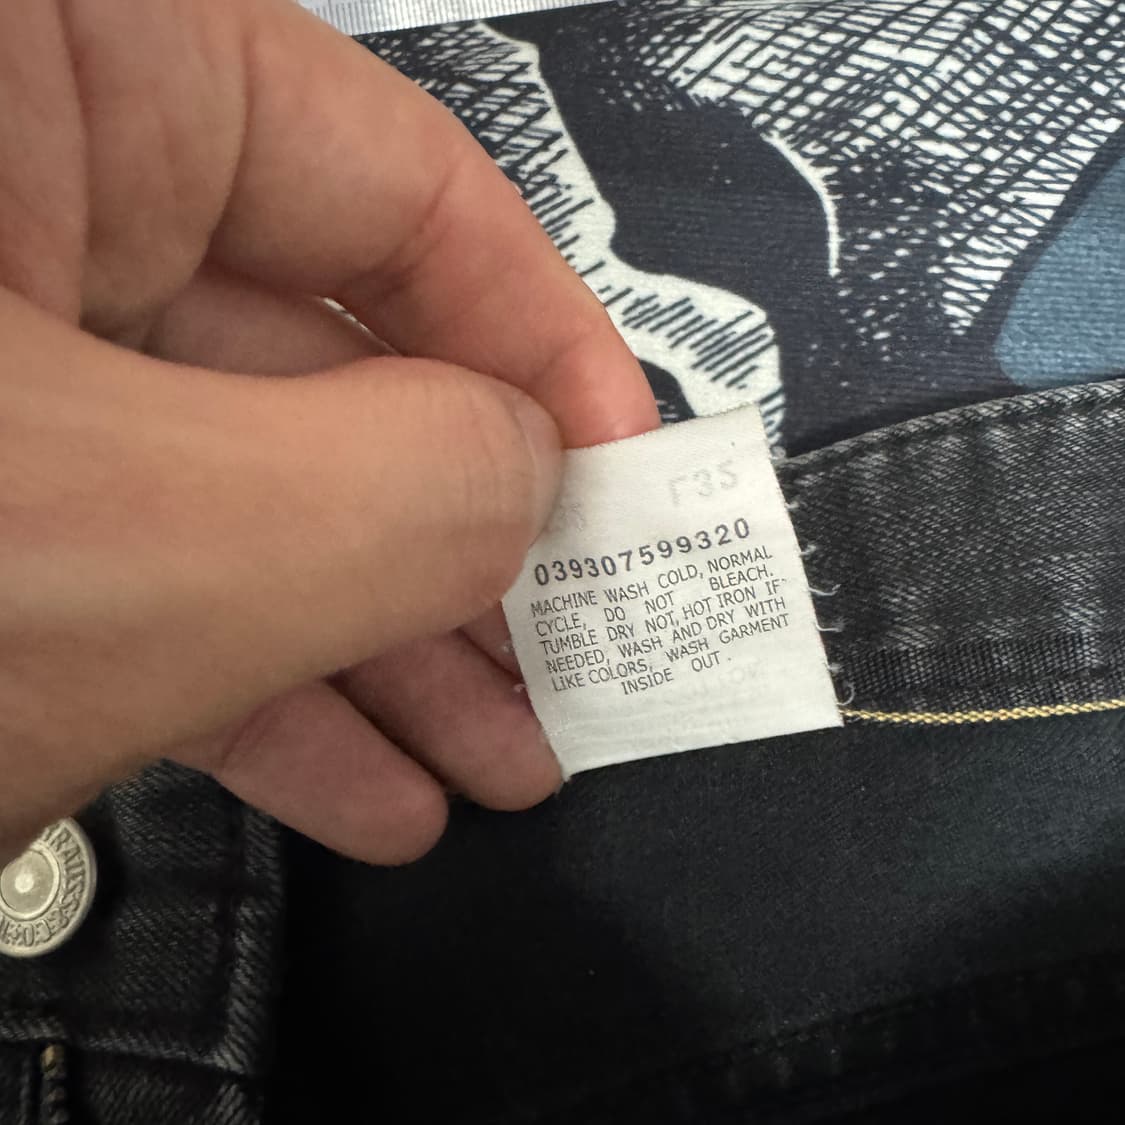 039307599320
MACHINE WASH COLD, NORMAL
CYCLE, DO NOT BLEACH.
TUMBLE DRY NOT, HOT IRON IF
NEEDED, WASH AND DRY WITH
LIKE COLORS, WASH GARMENT
INSIDE OUT.